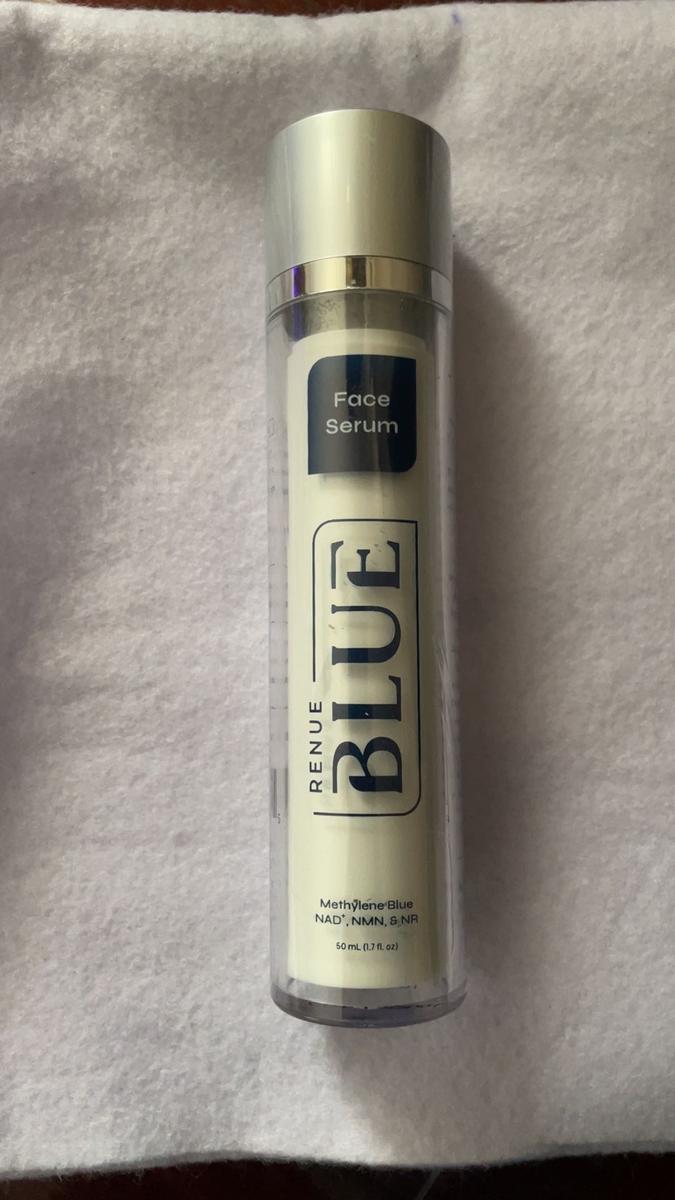 Face
Serum
RENUE
BLUE
Methylene Blue
NAD⁺, NMN, & NR
50 mL (1.7 fl. oz)